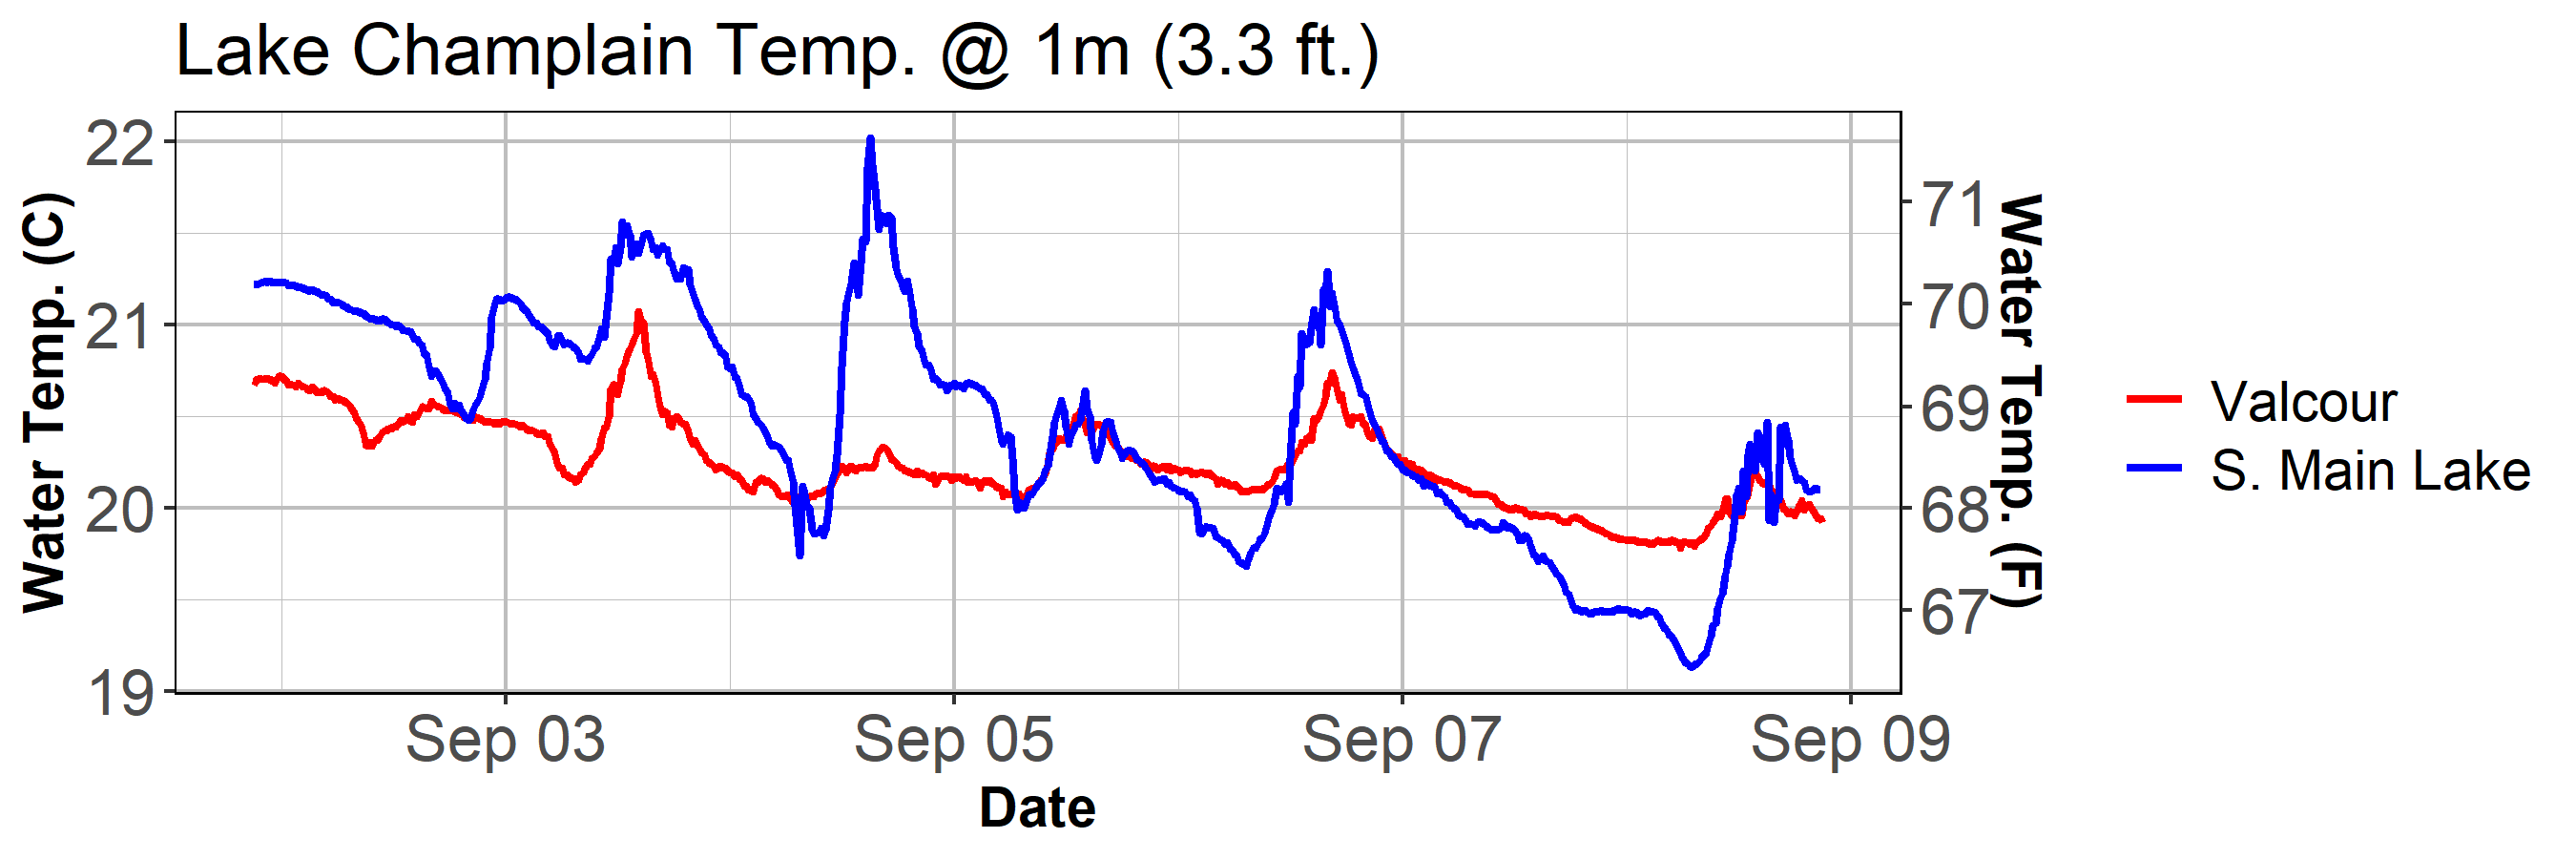 Lake Champlain Temp. @ 1m (3.3 ft.)
Water Temp. (C)
22
21
20
19
71
70
69
68
67
Water Temp. (F)
Sep 03
Sep 05
Sep 07
Sep 09
Date
Valcour
S. Main Lake